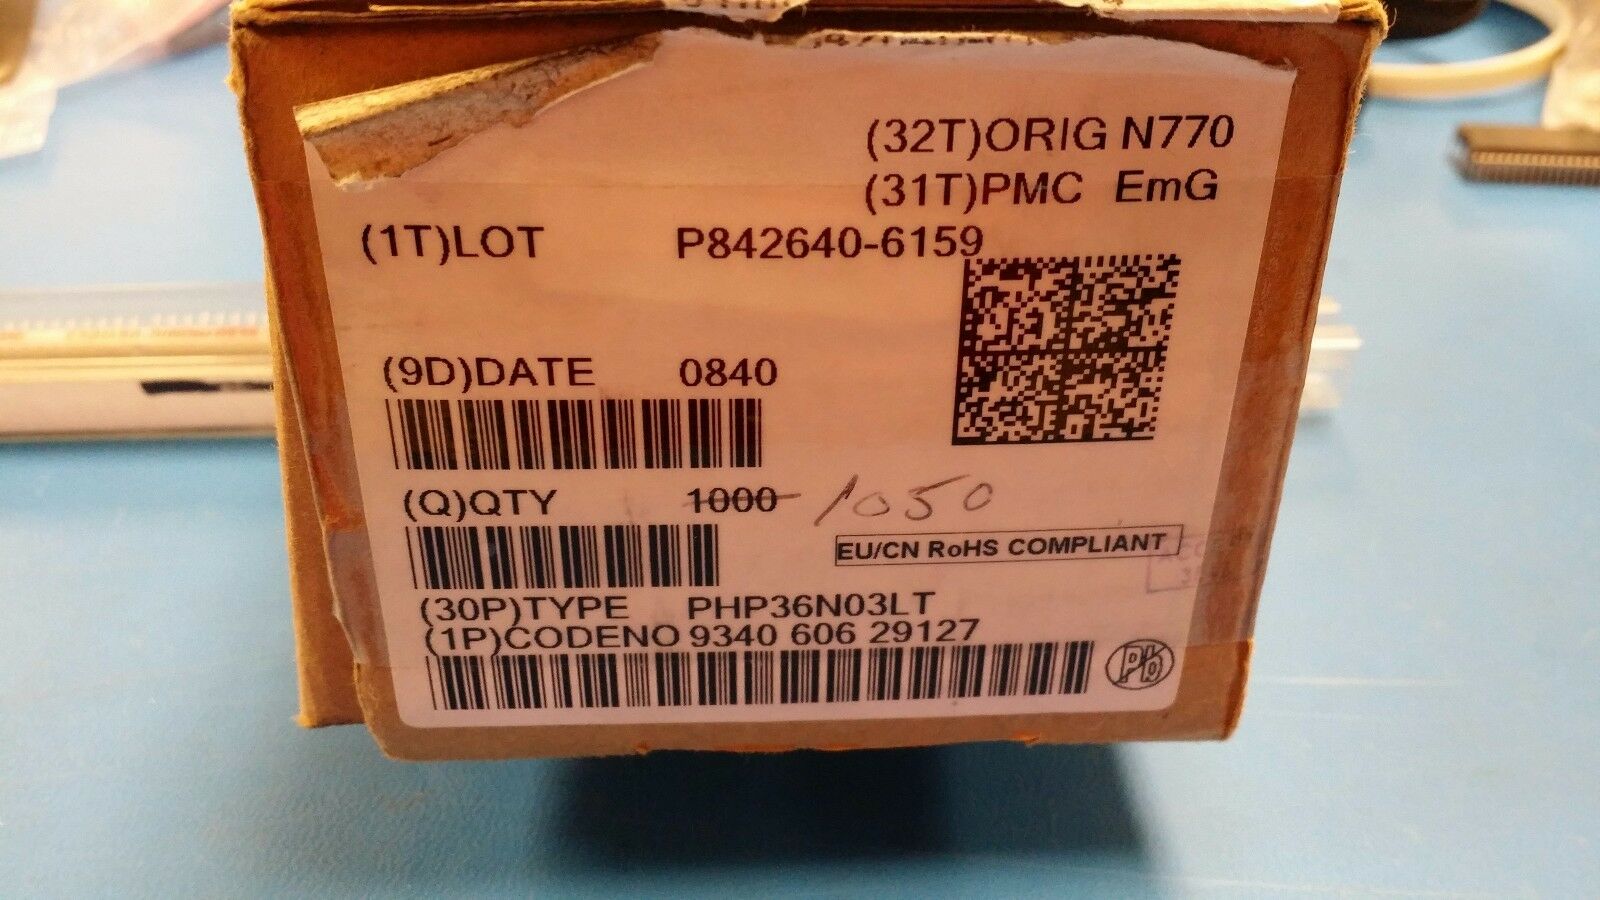 (32T)ORIG N770
(31T)PMC EmG
(1T)LOT P842640-6159
(9D)DATE 0840
(Q)QTY 1000 1050
EU/CN RoHS COMPLIANT
(30P)TYPE PHP36N03LT
(1P)CODENO 9340 606 29127
Pb